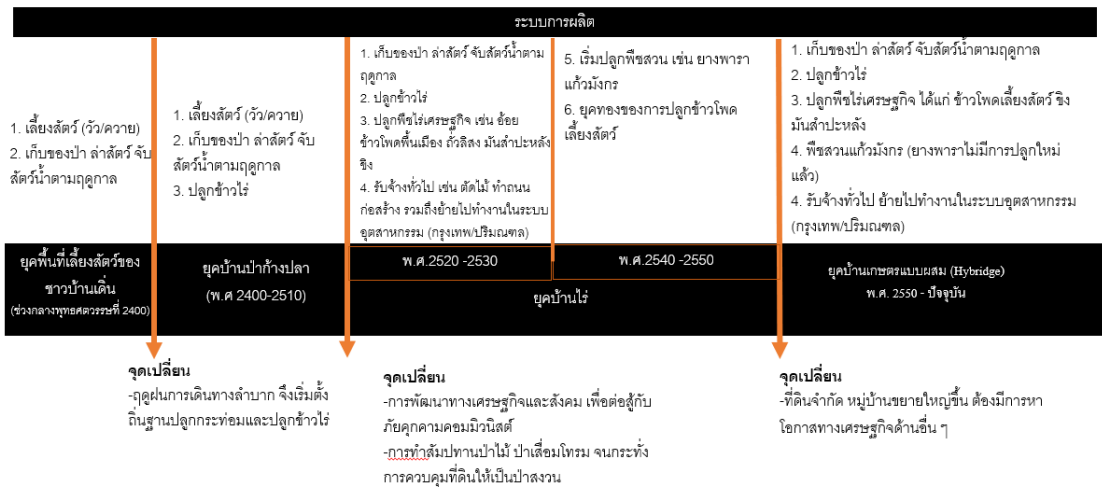 ระบบการผลิต
1. เลี้ยงสัตว์ (วัว/ควาย)
2. เก็บของป่า ล่าสัตว์ จับ
สัตว์น้ำตามฤดูกาล
1. เลี้ยงสัตว์ (วัว/ควาย)
2. เก็บของป่า ล่าสัตว์ จับ
สัตว์น้ำตามฤดูกาล
3. ปลูกข้าวไร่
1. เก็บของป่า ล่าสัตว์ จับสัตว์น้ำตาม
ฤดูกาล
2. ปลูกข้าวไร่
3. ปลูกพืชไร่เศรษฐกิจ เช่น อ้อย
ข้าวโพดพื้นเมือง ถั่วลิสง มันสำปะหลัง
ขิง
4. รับจ้างทั่วไป เช่น ตัดไม้ ทำถนน
ก่อสร้าง รวมถึงย้ายไปทำงานในระบบ
อุตสาหกรรม (กรุงเทพ/ปริมณฑล)
5. เริ่มปลูกพืชสวน เช่น ยางพารา
แก้วมังกร
6. ยุคทองของการปลูกข้าวโพด
เลี้ยงสัตว์
1. เก็บของป่า ล่าสัตว์ จับสัตว์น้ำตามฤดูกาล
2. ปลูกข้าวไร่
3. ปลูกพืชไร่เศรษฐกิจ ได้แก่ ข้าวโพดเลี้ยงสัตว์ ขิง
มันสำปะหลัง
4. พืชสวนแก้วมังกร (ยางพาราไม่มีการปลูกใหม่
แล้ว)
4. รับจ้างทั่วไป ย้ายไปทำงานในระบบอุตสาหกรรม
(กรุงเทพ/ปริมณฑล)
ยุคพื้นที่เลี้ยงสัตว์ของ
ชาวบ้านเดิ่น
(ช่วงกลางพุทธศตวรรษที่ 2400)
ยุคบ้านป่าก้างปลา
(พ.ศ 2400-2510)
พ.ศ.2520 -2530
พ.ศ.2540 -2550
ยุคบ้านไร่
ยุคบ้านเกษตรแบบผสม (Hybridge)
พ.ศ. 2550 - ปัจจุบัน
จุดเปลี่ยน
-ฤดูฝนการเดินทางลำบาก จึงเริ่มตั้ง
ถิ่นฐานปลูกกระท่อมและปลูกข้าวไร่
จุดเปลี่ยน
-การพัฒนาทางเศรษฐกิจและสังคม เพื่อต่อสู้กับ
ภัยคุกคามคอมมิวนิสต์
-การทำสัมปทานป่าไม้ ป่าเสื่อมโทรม จนกระทั่ง
การควบคุมที่ดินให้เป็นป่าสงวน
จุดเปลี่ยน
-ที่ดินจำกัด หมู่บ้านขยายใหญ่ขึ้น ต้องมีการหา
โอกาสทางเศรษฐกิจด้านอื่น ๆ